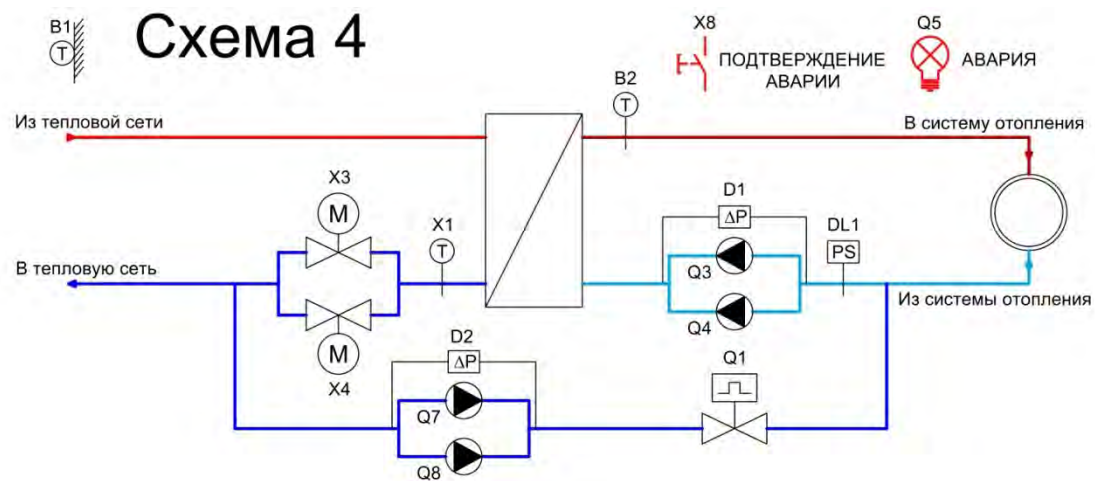 B1
T
Схема 4
X8
ПОДТВЕРЖДЕНИЕ
АВАРИИ
Q5
АВАРИЯ
B2
T
Из тепловой сети
В систему отопления
X3
M
X1
T
D1
ΔP
DL1
PS
Q3
Q4
В тепловую сеть
Из системы отопления
M
X4
D2
ΔP
Q1
Q7
Q8